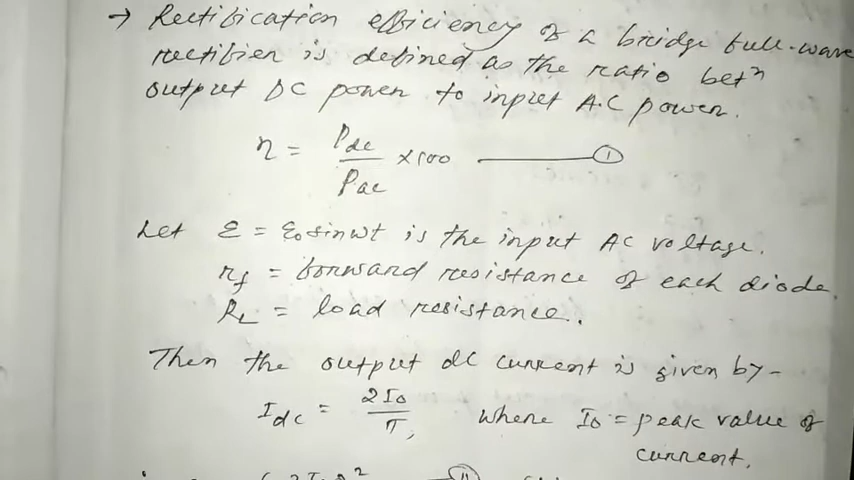 → Rectification efficiency of a bridge full-wave
rectifier is defined as the ratio betⁿ
output DC power to input A.C power.
η = Pdc / Pac × 100 ——— ①
Let ε = ε₀ sinωt is the input AC voltage.
rf = forward resistance of each diode.
RL = load resistance.
Then the output dc current is given by-
Idc = 2I₀ / π, where I₀ = peak value of
current.